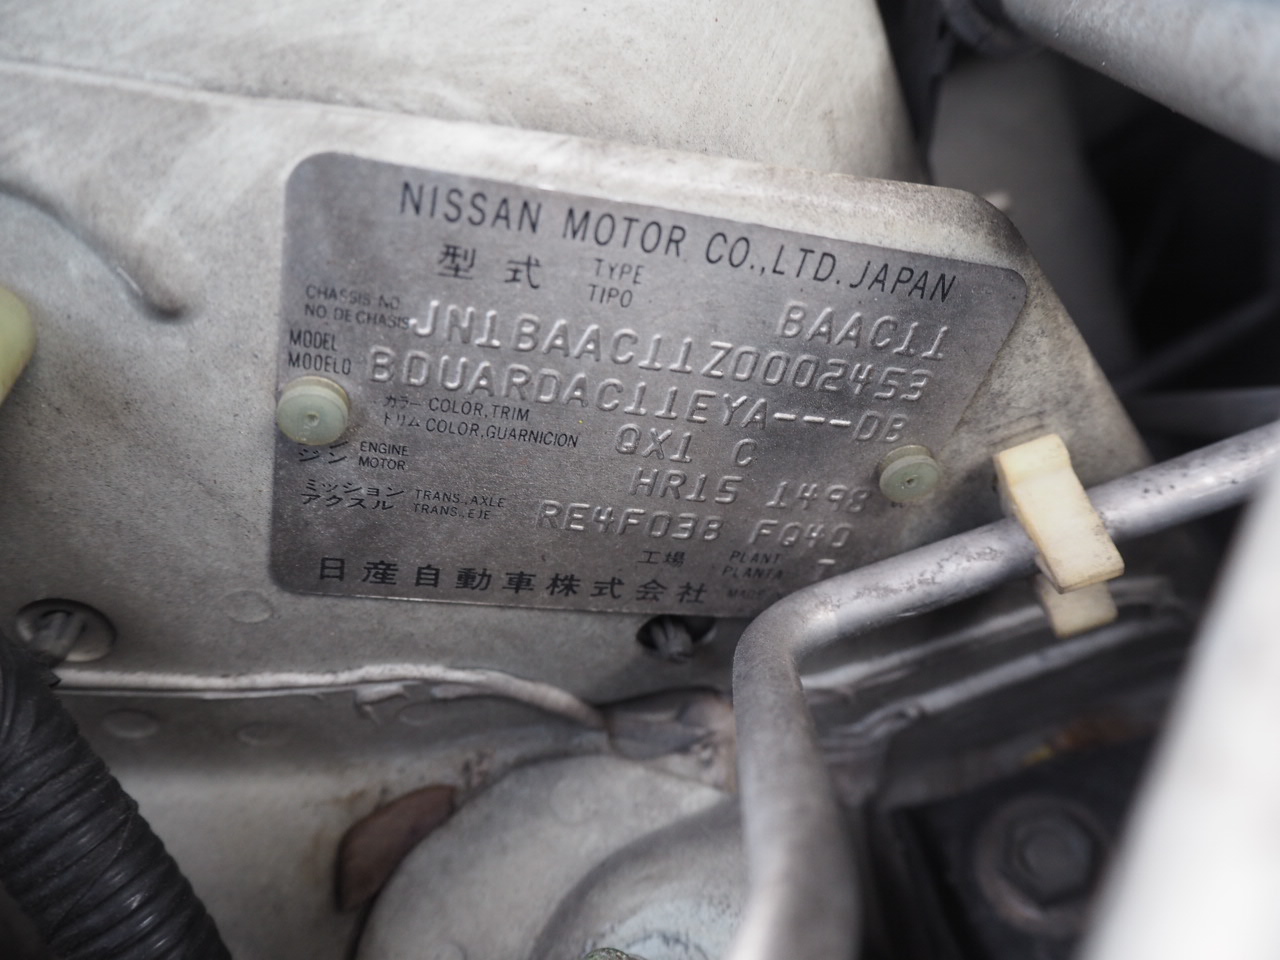 NISSAN MOTOR CO.,LTD.JAPAN
型式 TYPE TIPO BAAC11
CHASSIS NO. NO. DE CHASIS JN1BAAC11Z0002453
MODEL MODELO BDUARDAC11EYA---DB
カラー トリム COLOR,TRIM COLOR,GUARNICION QX1 C
ジン ENGINE MOTOR HR15 1498
ミッション アクスル TRANS.,AXLE TRANS.,EJE RE4F03B FQ40
工場 PLANT PLANTA
日産自動車株式会社 MADE